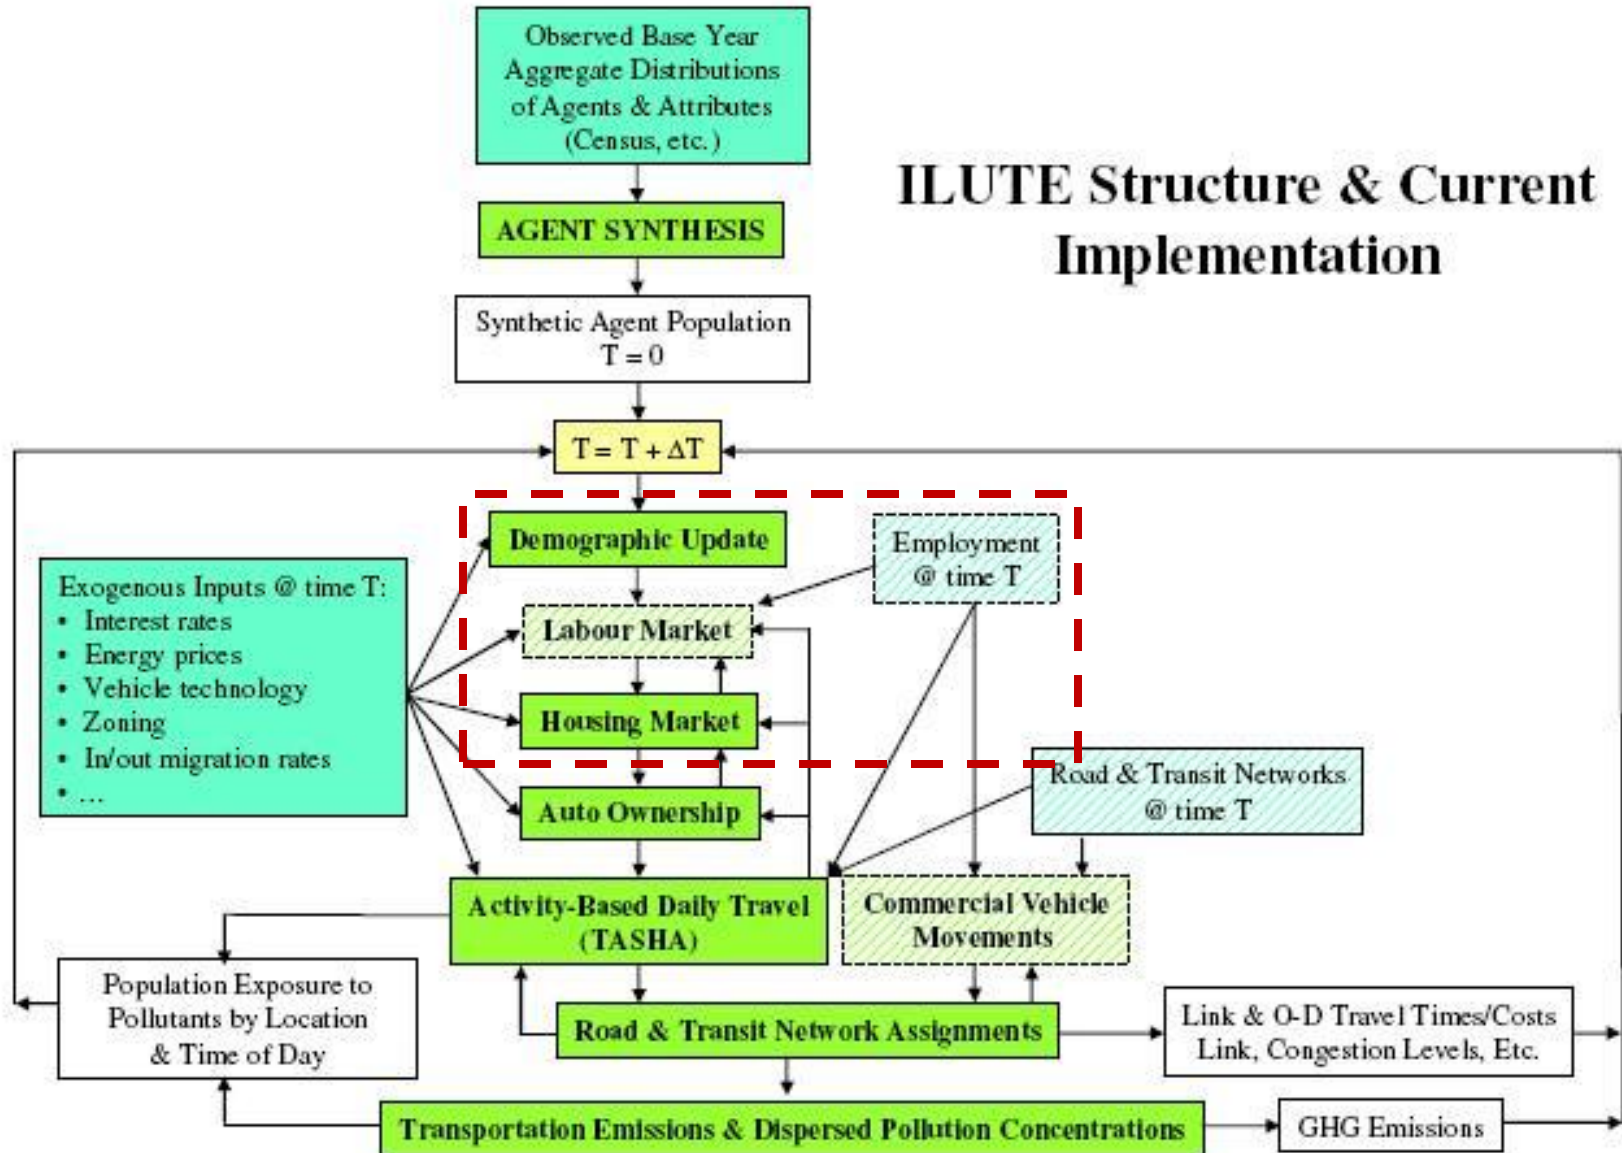 Observed Base Year
Aggregate Distributions
of Agents & Attributes
(Census, etc.)
ILUTE Structure & Current
Implementation
AGENT SYNTHESIS
Synthetic Agent Population
T = 0
T = T + ΔT
Demographic Update
Employment
@ time T
Exogenous Inputs @ time T:
• Interest rates
• Energy prices
• Vehicle technology
• Zoning
• In/out migration rates
• ...
Labour Market
Housing Market
Road & Transit Networks
@ time T
Auto Ownership
Activity-Based Daily Travel
(TASHA)
Commercial Vehicle
Movements
Population Exposure to
Pollutants by Location
& Time of Day
Road & Transit Network Assignments
Link & O-D Travel Times/Costs
Link, Congestion Levels, Etc.
Transportation Emissions & Dispersed Pollution Concentrations
GHG Emissions